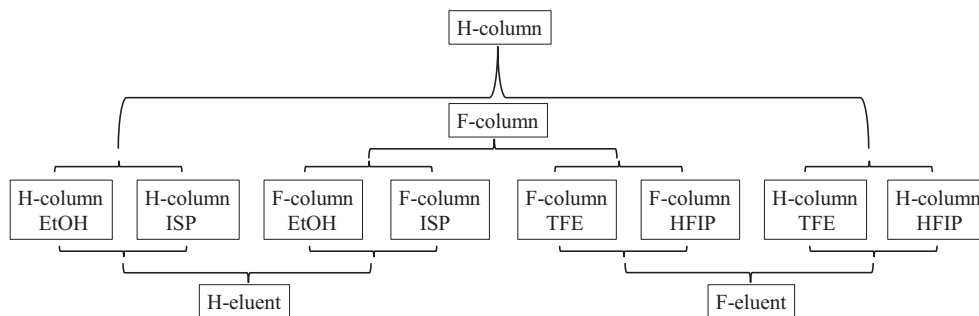 H-column
F-column
H-column
EtOH
H-column
ISP
F-column
EtOH
F-column
ISP
F-column
TFE
F-column
HFIP
H-column
TFE
H-column
HFIP
H-eluent
F-eluent